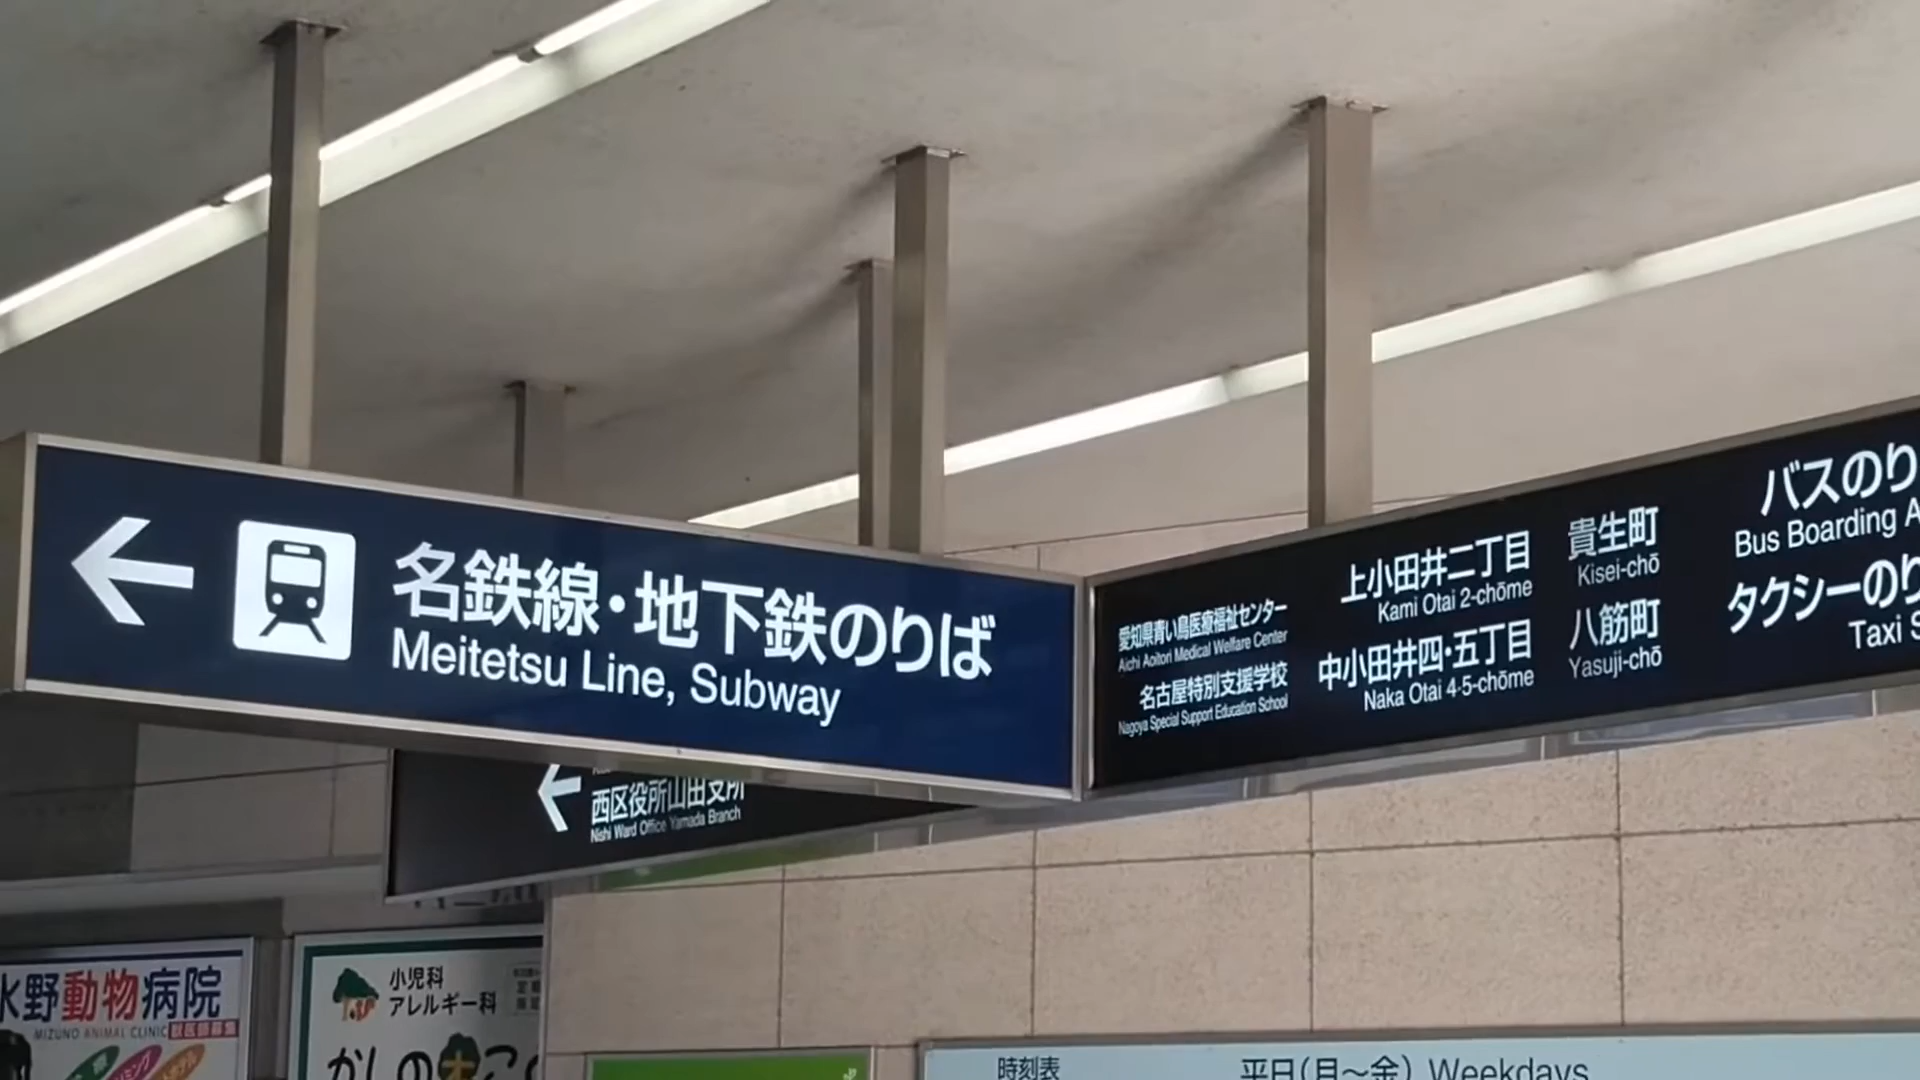 名鉄線・地下鉄のりば
Meitetsu Line, Subway
愛知県青い鳥医療福祉センター
Aichi Aoitori Medical Welfare Center
名古屋特別支援学校
Nagoya Special Support Education School
上小田井二丁目
Kami Otai 2-chōme
中小田井四・五丁目
Naka Otai 4·5-chōme
貴生町
Kisei-chō
八筋町
Yasuji-chō
バスのり
Bus Boarding A
タクシーのり
Taxi S
西区役所山田支所
Nishi Ward Office Yamada Branch
水野動物病院
MIZUNO ANIMAL CLINIC
小児科
アレルギー科
かしの木こ
時刻表
平日(月〜金) Weekdays